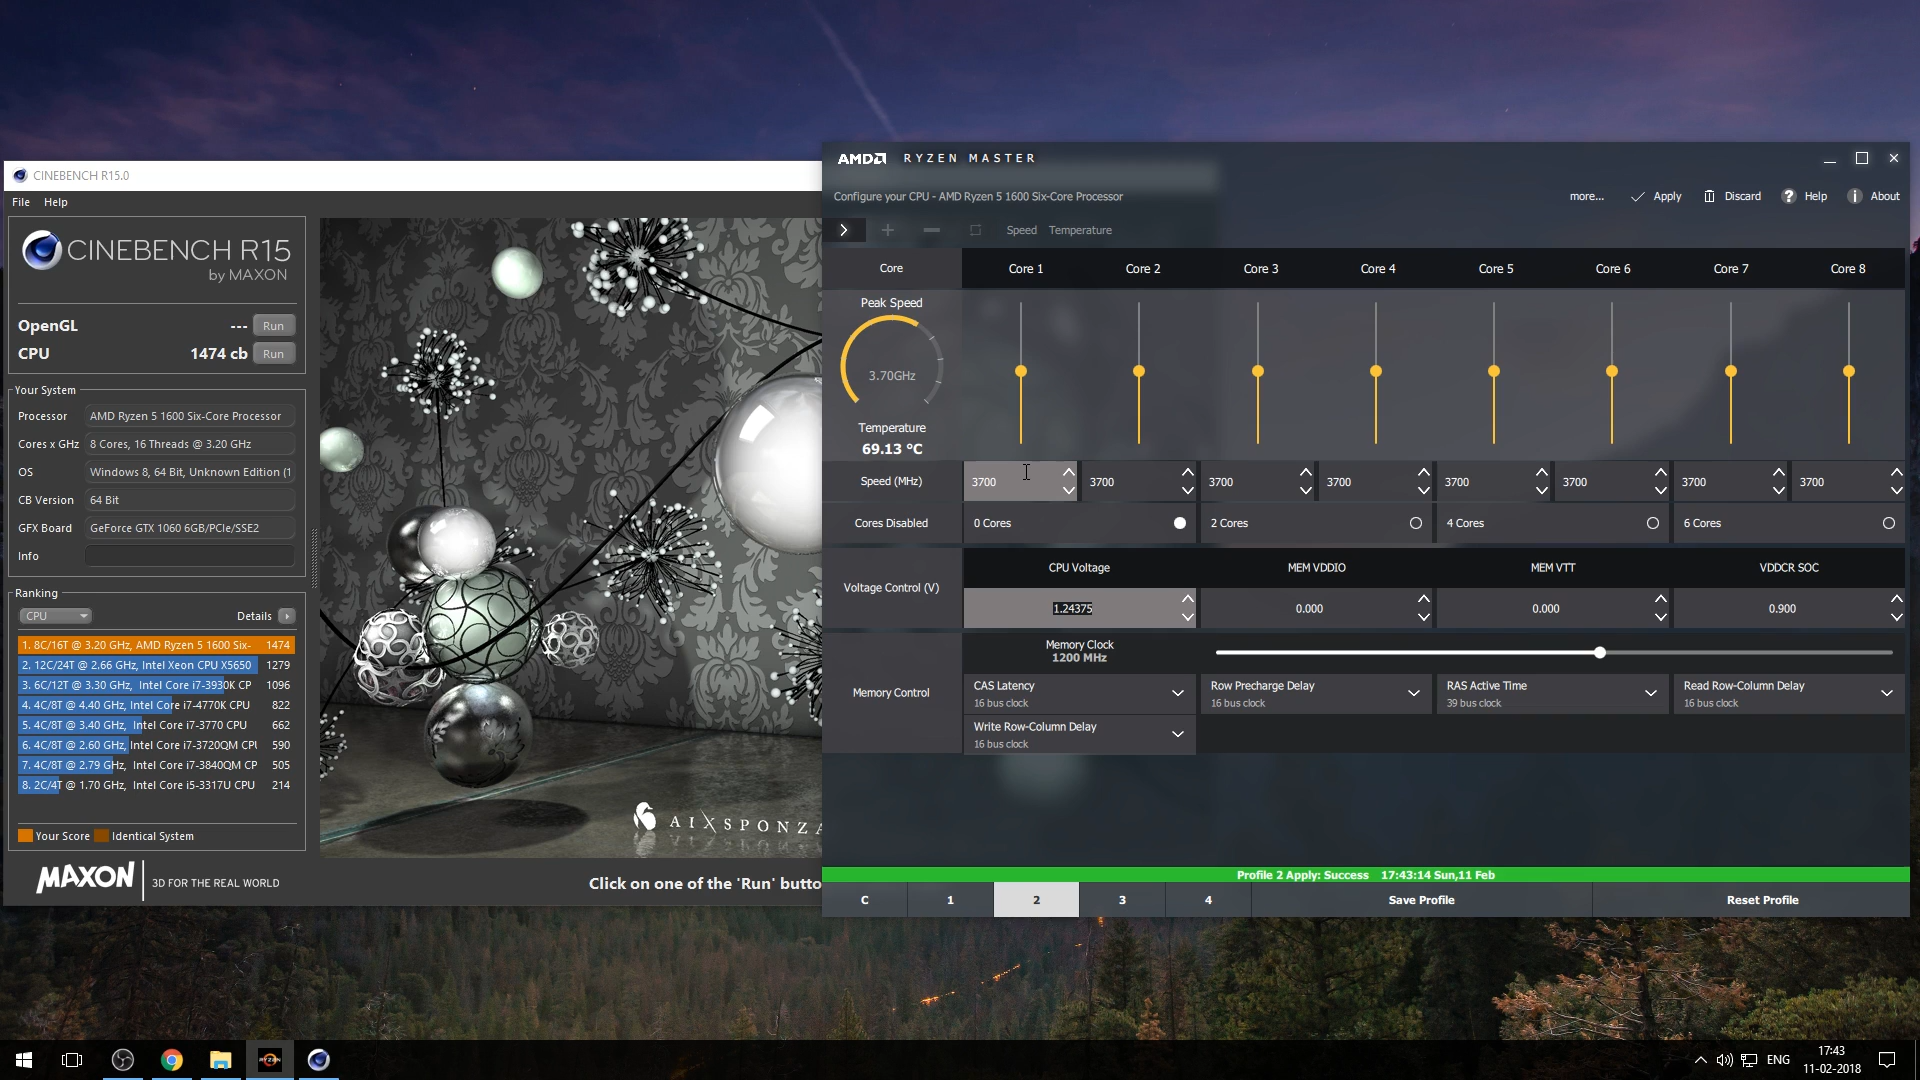 CINEBENCH R15.0
File Help
CINEBENCH R15
by MAXON
OpenGL --- Run
CPU 1474 cb Run
Your System
Processor AMD Ryzen 5 1600 Six-Core Processor
Cores x GHz 8 Cores, 16 Threads @ 3.20 GHz
OS Windows 8, 64 Bit, Unknown Edition (1
CB Version 64 Bit
GFX Board GeForce GTX 1060 6GB/PCIe/SSE2
Info
Ranking
CPU Details
1. 8C/16T @ 3.20 GHz, AMD Ryzen 5 1600 Six- 1474
2. 12C/24T @ 2.66 GHz, Intel Xeon CPU X5650 1279
3. 6C/12T @ 3.30 GHz, Intel Core i7-3930K CP 1096
4. 4C/8T @ 4.40 GHz, Intel Core i7-4770K CPU 822
5. 4C/8T @ 3.40 GHz, Intel Core i7-3770 CPU 662
6. 4C/8T @ 2.60 GHz, Intel Core i7-3720QM CPU 590
7. 4C/8T @ 2.79 GHz, Intel Core i7-3840QM CP 505
8. 2C/4T @ 1.70 GHz, Intel Core i5-3317U CPU 214
Your Score Identical System
MAXON 3D FOR THE REAL WORLD
AIXSPONZA
Click on one of the 'Run' butto
AMD RYZEN MASTER
Configure your CPU - AMD Ryzen 5 1600 Six-Core Processor
more... Apply Discard Help About
Speed Temperature
Core Core 1 Core 2 Core 3 Core 4 Core 5 Core 6 Core 7 Core 8
Peak Speed
3.70GHz
Temperature
69.13 °C
Speed (MHz) 3700 3700 3700 3700 3700 3700 3700 3700
Cores Disabled 0 Cores 2 Cores 4 Cores 6 Cores
Voltage Control (V) CPU Voltage MEM VDDIO MEM VTT VDDCR SOC
1.24375 0.000 0.000 0.900
Memory Control
Memory Clock
1200 MHz
CAS Latency Row Precharge Delay RAS Active Time Read Row-Column Delay
16 bus clock 16 bus clock 39 bus clock 16 bus clock
Write Row-Column Delay
16 bus clock
Profile 2 Apply: Success 17:43:14 Sun,11 Feb
C 1 2 3 4 Save Profile Reset Profile
RYZEN
ENG
17:43
11-02-2018